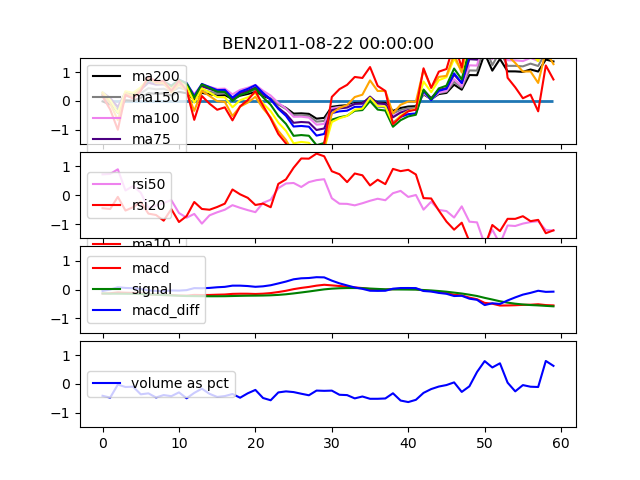 BEN2011-08-22 00:00:00
1
0
−1
ma200
ma150
ma100
ma75
1
0
−1
rsi50
rsi20
ma10
1
0
−1
macd
signal
macd_diff
1
0
−1
volume as pct
0 10 20 30 40 50 60